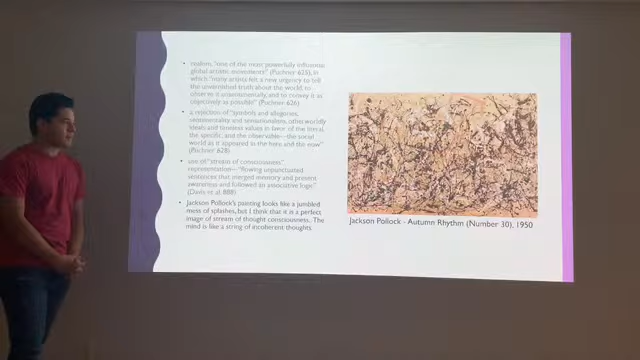 • realism, "one of the most powerfully influential
global artistic movements" (Puchner 625), in
which "many artists felt a new urgency to tell
the unvarnished truth about the world, to
observe it unsentimentally, and to convey it as
objectively as possible" (Puchner 626)
• a rejection of "symbols and allegories,
sentimentality and sensationalism, otherworldly
ideals and timeless values in favor of the literal,
the specific, and the observable—the social
world as it appeared in the here and now"
(Puchner 628)
• use of "stream of consciousness",
representation— "flowing unpunctuated
sentences that merged memory and present
awareness and followed an associative logic"
(Davis et al. 888)
• Jackson Pollock's painting looks like a jumbled
mess of splashes, but I think that it is a perfect
image of stream of thought consciousness. The
mind is like a string of incoherent thoughts
Jackson Pollock - Autumn Rhythm (Number 30), 1950